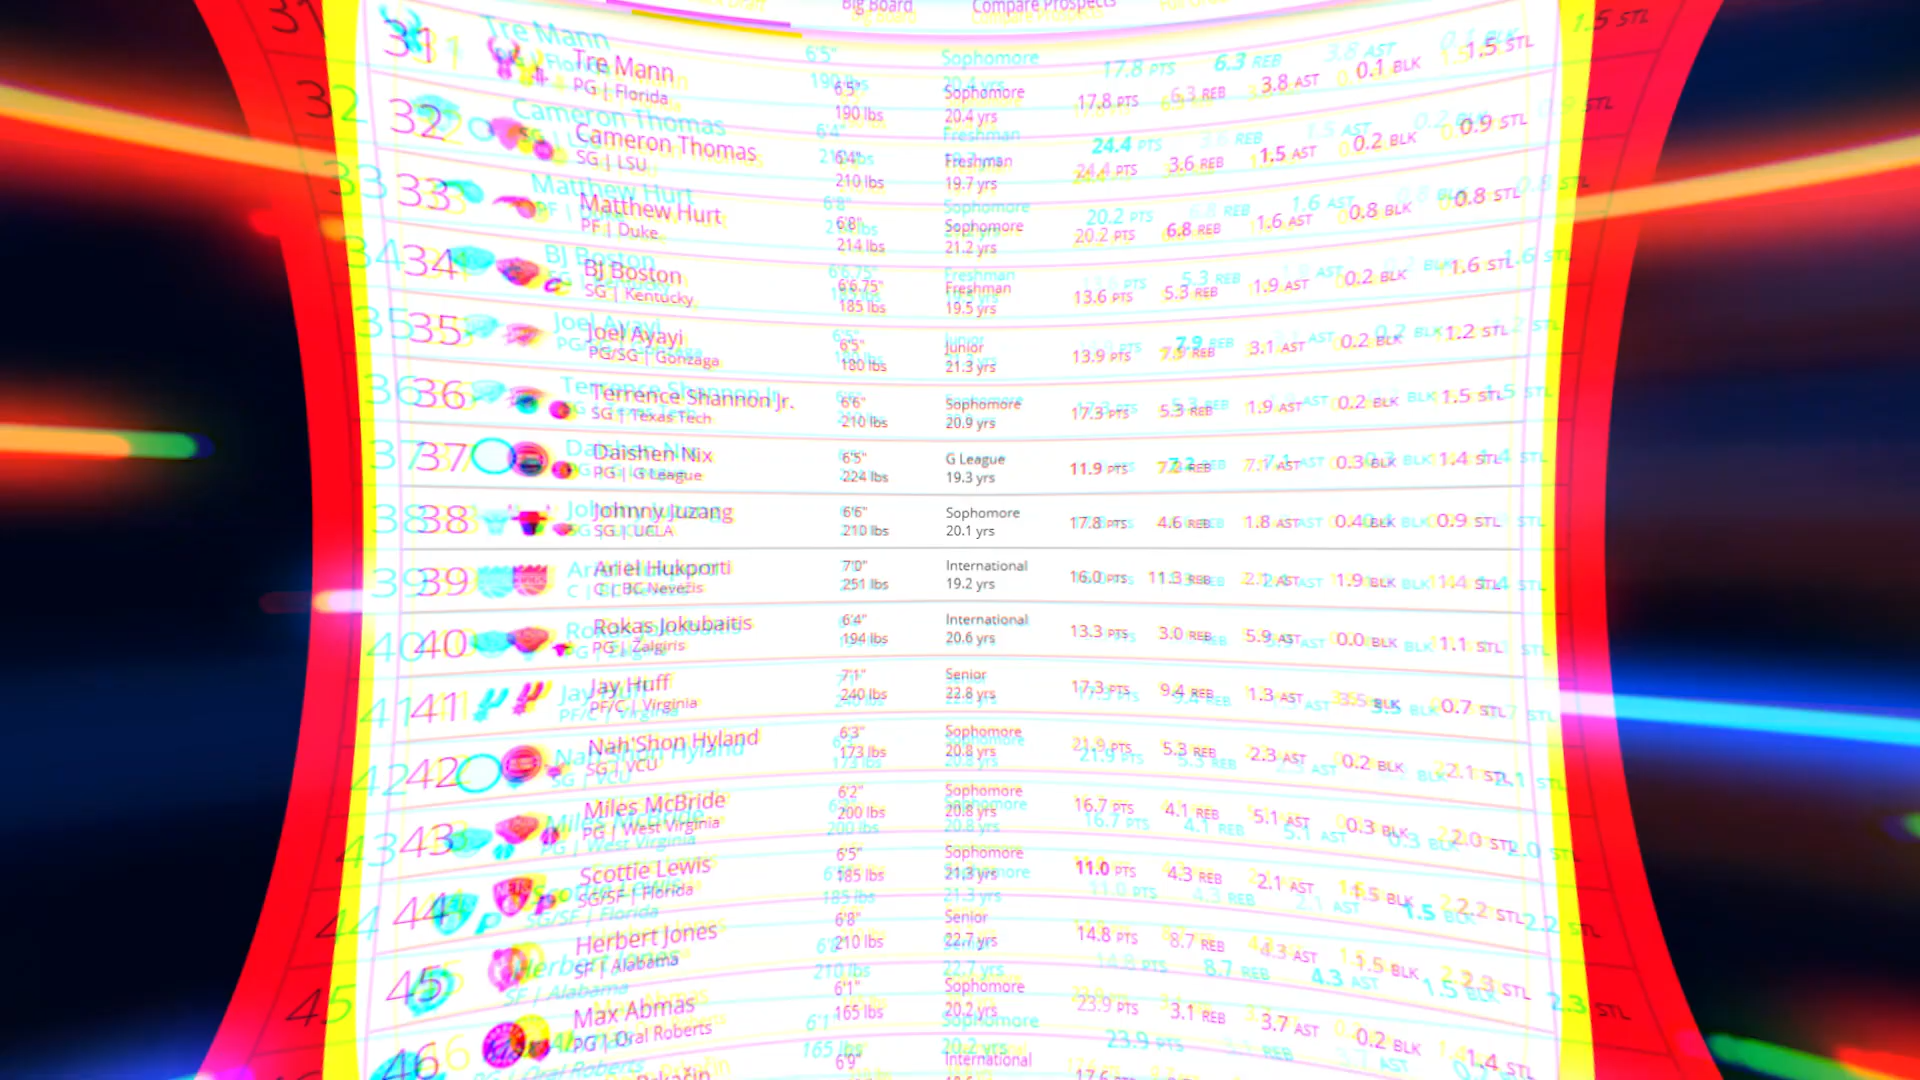 Big Board Compare Prospects
31 Tre Mann 6'5" Sophomore 17.8 PTS 6.3 REB 3.8 AST 0.1 BLK 1.5 STL
PG | Florida 190 lbs 20.4 yrs
32 Cameron Thomas 6'4" Freshman 24.4 PTS 3.6 REB 1.5 AST 0.2 BLK 0.9 STL
SG | LSU 210 lbs 19.7 yrs
33 Matthew Hurt 6'8" Sophomore 20.2 PTS 6.8 REB 1.6 AST 0.8 BLK 0.8 STL
PF | Duke 214 lbs 21.2 yrs
34 BJ Boston 6'6.75" Freshman 13.6 PTS 5.3 REB 1.9 AST 0.2 BLK 1.6 STL
SG | Kentucky 185 lbs 19.5 yrs
35 Joel Ayayi 6'5" Junior 13.9 PTS 7.9 REB 3.1 AST 0.2 BLK 1.2 STL
PG/SG | Gonzaga 180 lbs 21.3 yrs
36 Terrence Shannon Jr. 6'6" Sophomore 17.3 PTS 5.3 REB 1.9 AST 0.2 BLK 1.5 STL
SG | Texas Tech 210 lbs 20.9 yrs
37 Daishen Nix 6'5" G League 11.9 PTS REB 7.1 AST 0.3 BLK 1.4 STL
PG | G League 224 lbs 19.3 yrs
38 Johnny Juzang 6'6" Sophomore 17.8 PTS 4.6 REB 1.8 AST 0.4 BLK 0.9 STL
SG | UCLA 210 lbs 20.1 yrs
39 Ariel Hukporti 7'0" International 16.0 PTS 11.3 REB 2.1 AST 1.9 BLK 1.4 STL
C | BC Nevėžis 251 lbs 19.2 yrs
40 Rokas Jokubaitis 6'4" International 13.3 PTS 3.0 REB 5.9 AST 0.0 BLK 1.1 STL
PG | Žalgiris 194 lbs 20.6 yrs
41 Jay Huff 7'1" Senior 17.3 PTS 9.4 REB 1.3 AST 3.5 BLK 0.7 STL
PF/C | Virginia 240 lbs 22.8 yrs
42 Nah'Shon Hyland 6'3" Sophomore 21.9 PTS 5.3 REB 2.3 AST 0.2 BLK 2.1 STL
SG | VCU 173 lbs 20.8 yrs
43 Miles McBride 6'2" Sophomore 16.7 PTS 4.1 REB 5.1 AST 0.3 BLK 2.0 STL
PG | West Virginia 200 lbs 20.8 yrs
44 Scottie Lewis 6'5" Sophomore 11.0 PTS 4.3 REB 2.1 AST 1.5 BLK 2.2 STL
SG/SF | Florida 185 lbs 21.3 yrs
45 Herbert Jones 6'8" Senior 14.8 PTS 8.7 REB 4.3 AST 1.5 BLK 2.3 STL
SF | Alabama 210 lbs 22.7 yrs
46 Max Abmas 6'1" Sophomore 23.9 PTS 3.1 REB 3.7 AST 0.2 BLK 1.4 STL
PG | Oral Roberts 165 lbs 20.2 yrs
6'9" International 17.6